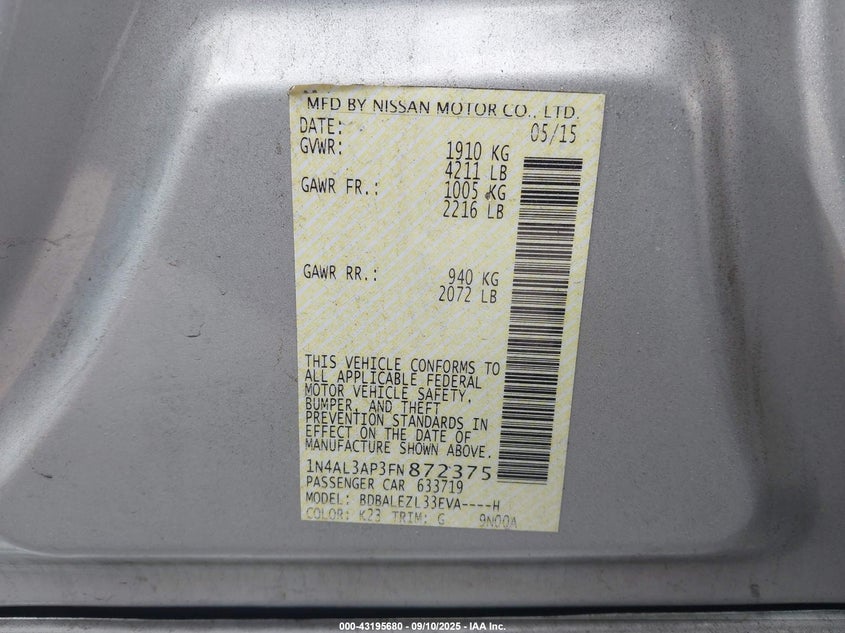 MFD BY NISSAN MOTOR CO., LTD.
DATE: 05/15
GVWR: 1910 KG
4211 LB
GAWR FR.: 1005 KG
2216 LB
GAWR RR.: 940 KG
2072 LB
THIS VEHICLE CONFORMS TO
ALL APPLICABLE FEDERAL
MOTOR VEHICLE SAFETY,
BUMPER, AND THEFT
PREVENTION STANDARDS IN
EFFECT ON THE DATE OF
MANUFACTURE SHOWN ABOVE.
1N4AL3AP3FN872375
PASSENGER CAR 633719
MODEL: BDBALEZL33EVA----H
COLOR: K23 TRIM: G 9N00A
000-43195680 - 09/10/2025 - IAA Inc.